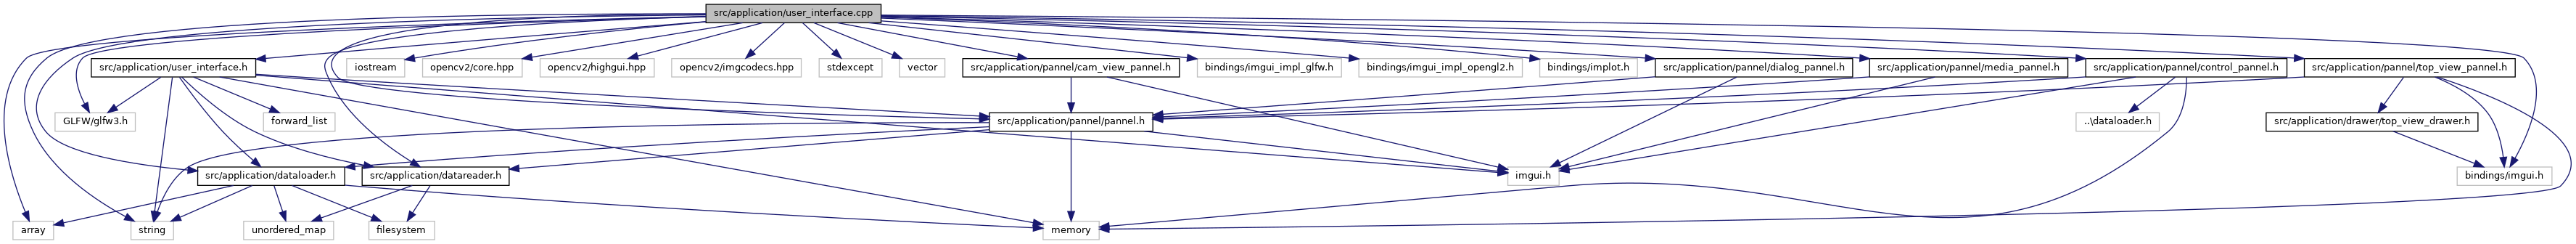 src/application/user_interface.cpp
src/application/user_interface.h
iostream
opencv2/core.hpp
opencv2/highgui.hpp
opencv2/imgcodecs.hpp
stdexcept
vector
src/application/pannel/cam_view_pannel.h
bindings/imgui_impl_glfw.h
bindings/imgui_impl_opengl2.h
bindings/implot.h
src/application/pannel/dialog_pannel.h
src/application/pannel/media_pannel.h
src/application/pannel/control_pannel.h
src/application/pannel/top_view_pannel.h
GLFW/glfw3.h
forward_list
src/application/pannel/pannel.h
..\dataloader.h
src/application/drawer/top_view_drawer.h
src/application/dataloader.h
src/application/datareader.h
imgui.h
bindings/imgui.h
array
string
unordered_map
filesystem
memory